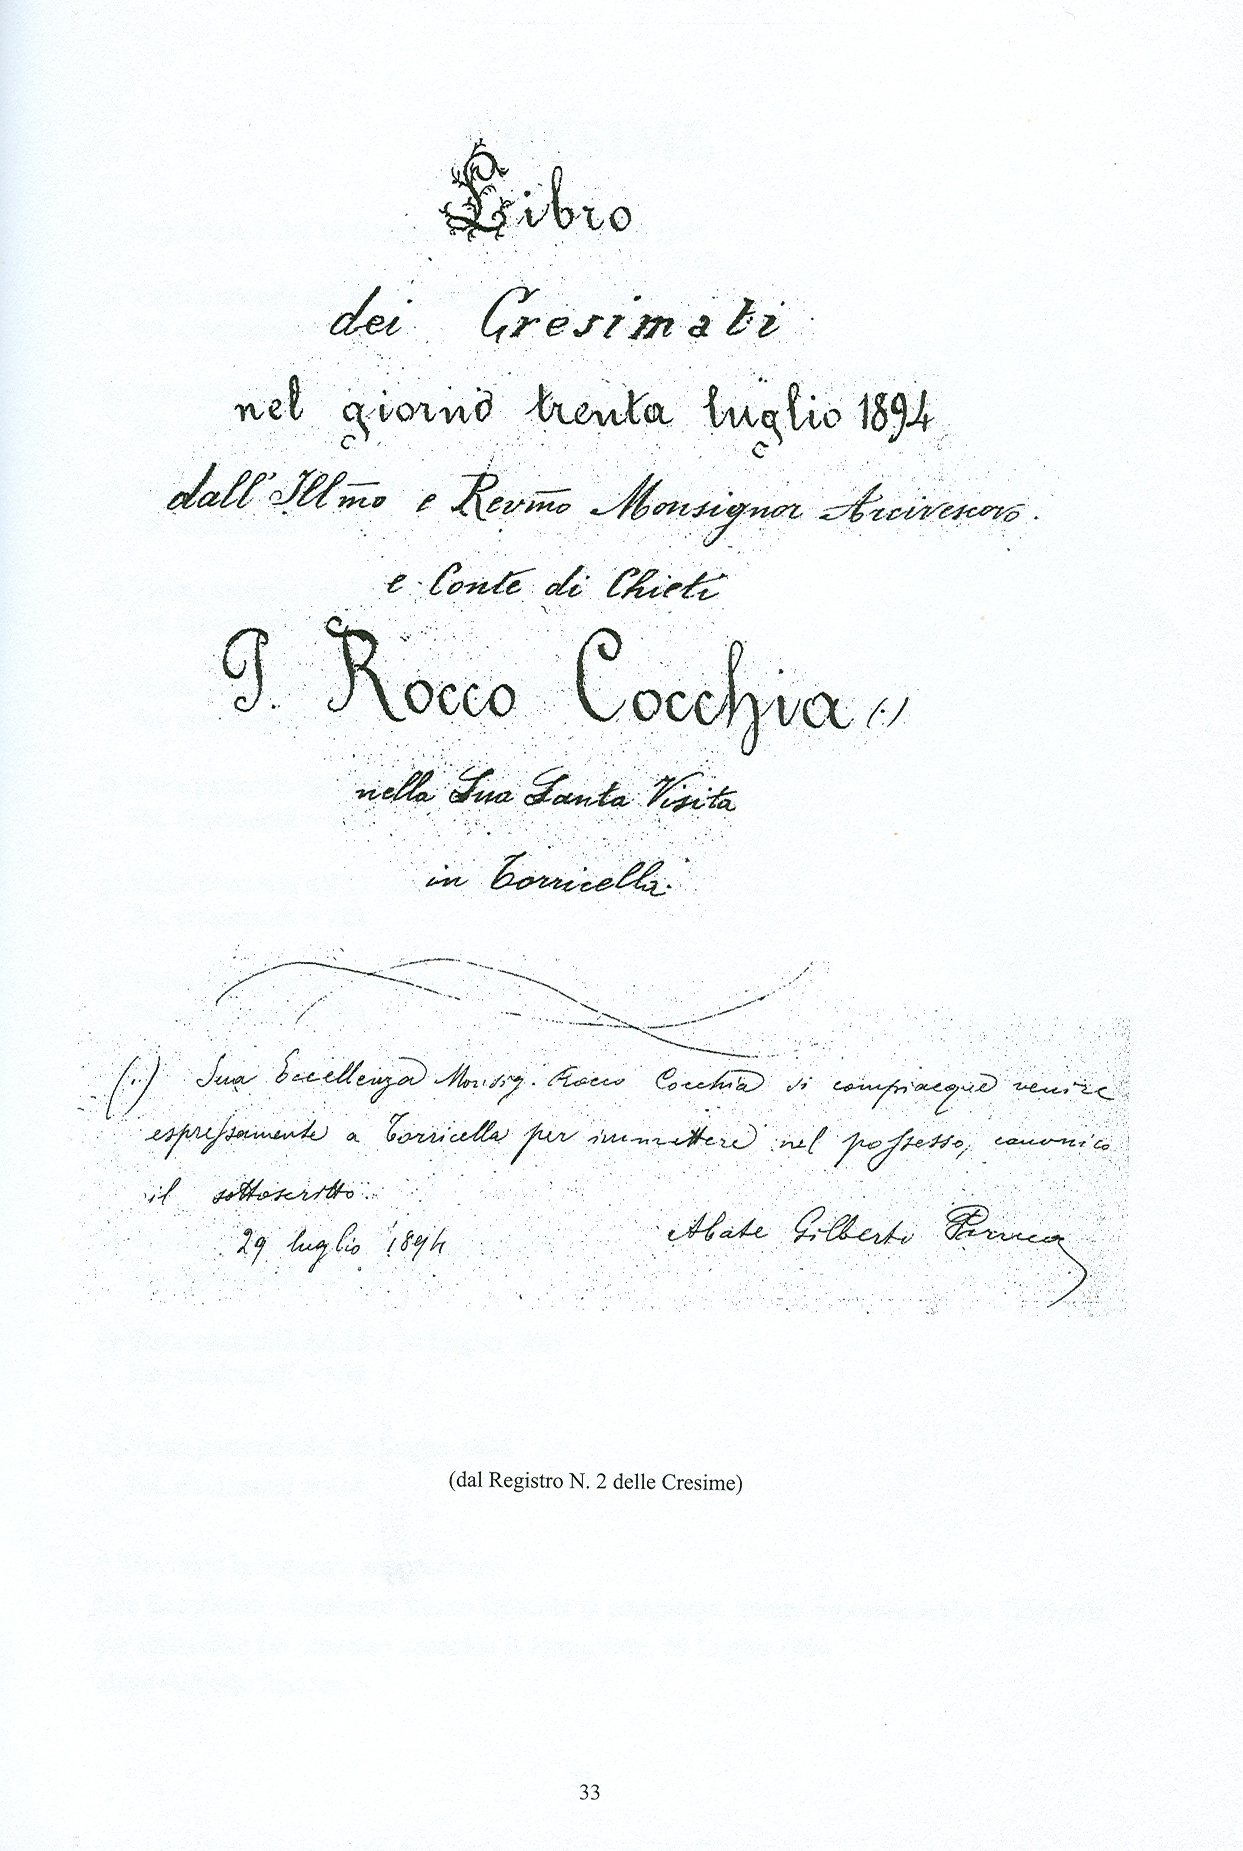 Libro
dei Cresimati
nel giorno trenta luglio 1894
dall' Illmo e Revmo Monsignor Arcivescovo.
e Conte di Chieti
P. Rocco Cocchia (:)
nella Sua Santa Visita
in Torricella.
(:) Sua Eccellenza Monsig. Rocco Cocchia si compiacque venire
espressamente a Torricella per immettere nel possesso, canonico
il sottoscritto.
29 luglio 1894
Abate Gilberto
(dal Registro N. 2 delle Cresime)
33